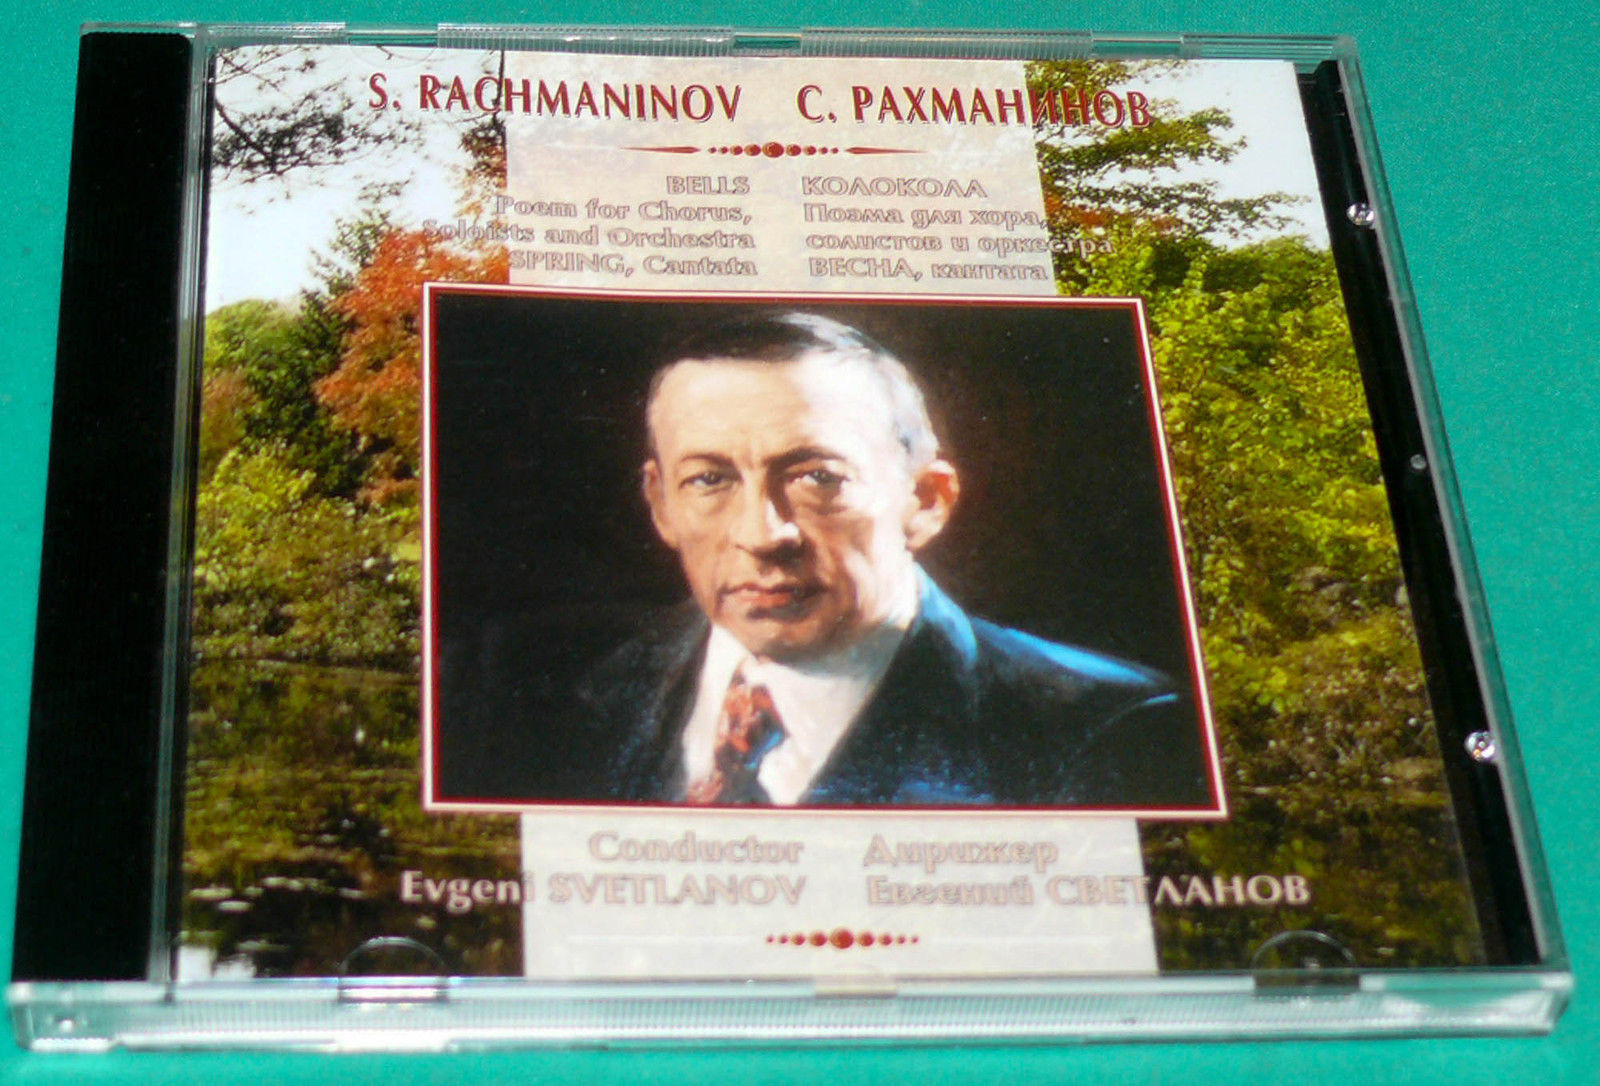 S. RACHMANINOV С. РАХМАНИНОВ
BELLS КОЛОКОЛА
Poem for Chorus, Поэма для хора,
Soloists and Orchestra солистов и оркестра
SPRING, Cantata ВЕСНА, кантата
Conductor Дирижер
Evgeni SVETLANOV Евгений СВЕТЛАНОВ